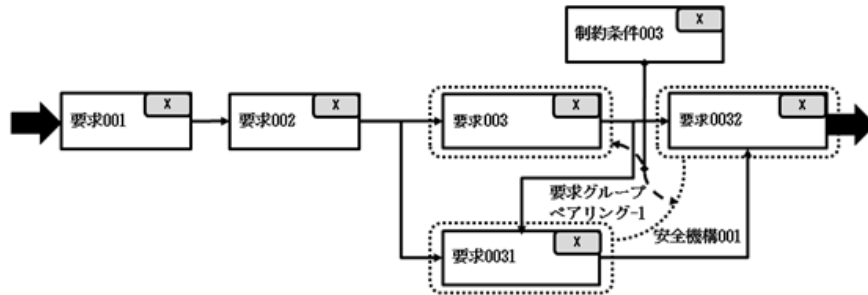 制約条件003
X
要求001
X
要求002
X
要求003
X
要求0032
X
要求グループ
ペアリング-1
安全機構001
要求0031
X